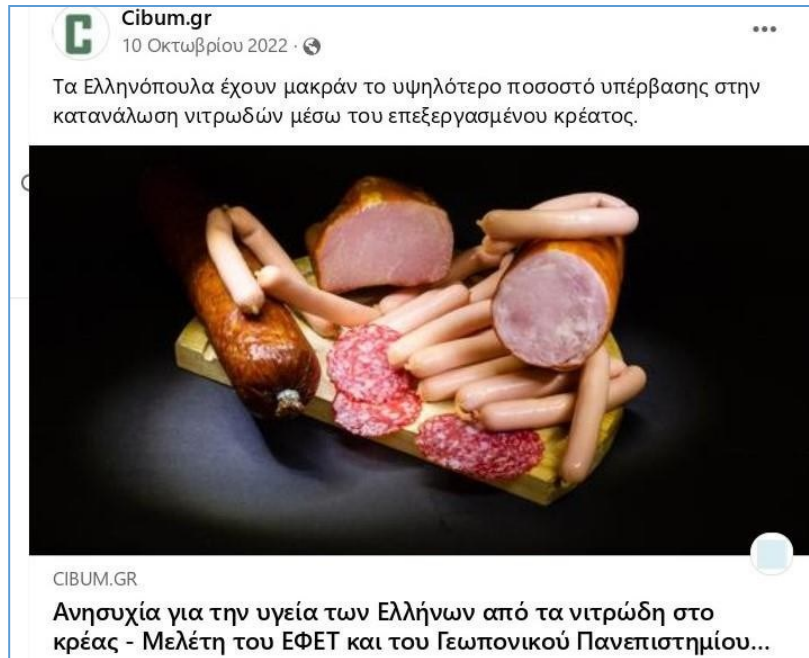 Cibum.gr
10 Οκτωβρίου 2022 ·
Τα Ελληνόπουλα έχουν μακράν το υψηλότερο ποσοστό υπέρβασης στην
κατανάλωση νιτρωδών μέσω του επεξεργασμένου κρέατος.
CIBUM.GR
Ανησυχία για την υγεία των Ελλήνων από τα νιτρώδη στο
κρέας - Μελέτη του ΕΦΕΤ και του Γεωπονικού Πανεπιστημίου...